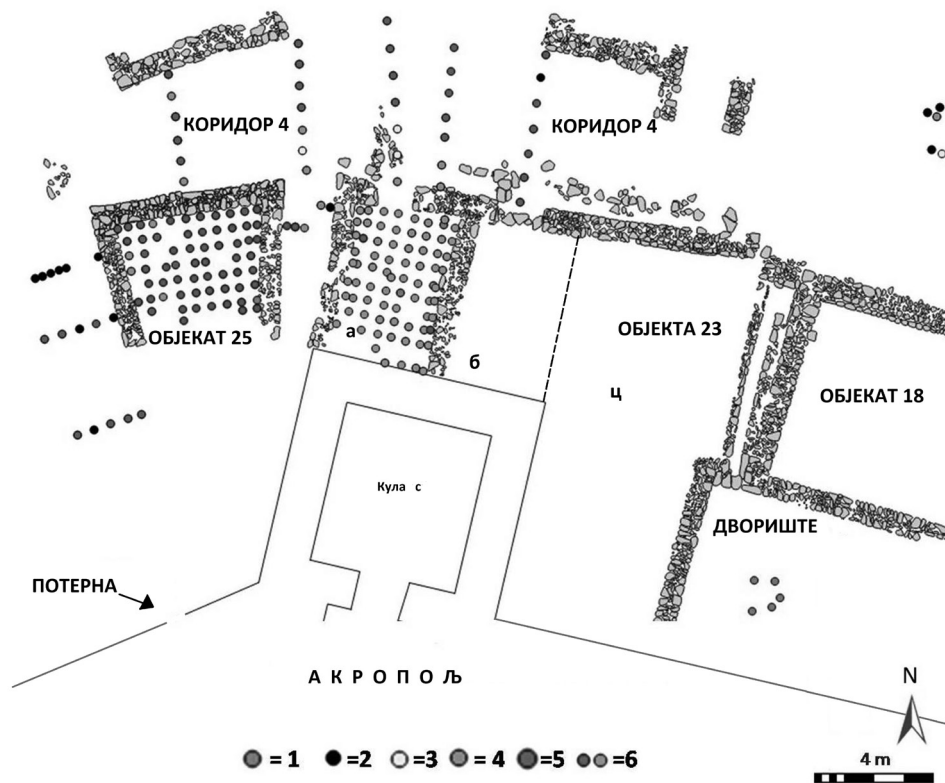 КОРИДОР 4
КОРИДОР 4
ОБЈЕКАТ 25
а
б
ОБЈЕКТА 23
ц
ОБЈЕКАТ 18
Кула с
ДВОРИШТЕ
ПОТЕРНА
АКРОПОЉ
N
= 1 =2 =3 = 4 =5 =6
4 m